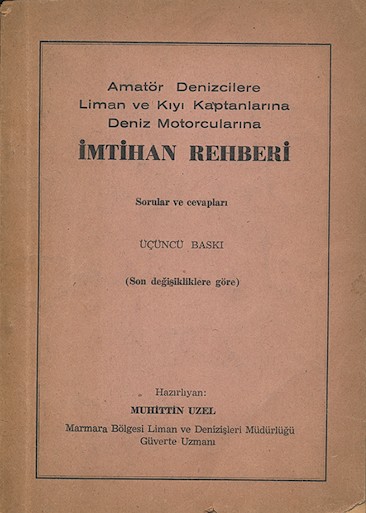 Amatör Denizcilere
Liman ve Kıyı Kaptanlarına
Deniz Motorcularına
İMTİHAN REHBERİ
Sorular ve cevapları
ÜÇÜNCÜ BASKI
(Son değişikliklere göre)
Hazırlıyan:
MUHİTTİN UZEL
Marmara Bölgesi Liman ve Denizişleri Müdürlüğü
Güverte Uzmanı